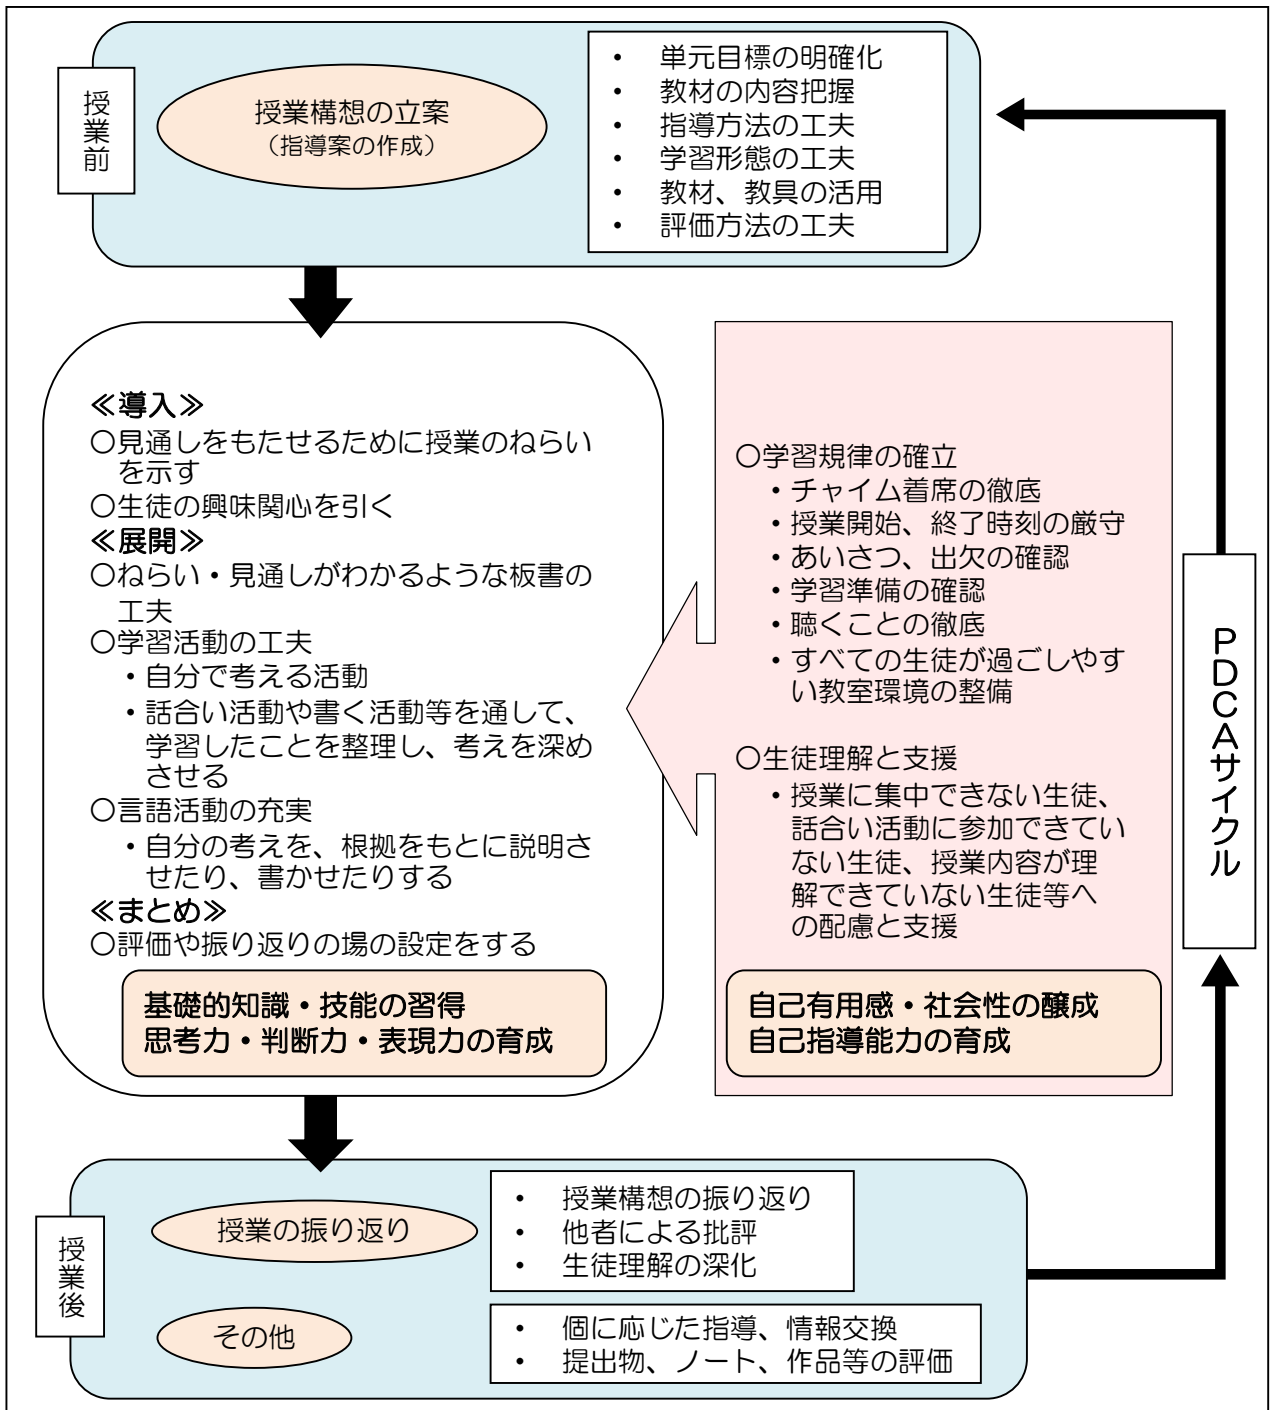 授業前
授業構想の立案
（指導案の作成）
・ 単元目標の明確化
・ 教材の内容把握
・ 指導方法の工夫
・ 学習形態の工夫
・ 教材、教具の活用
・ 評価方法の工夫
≪導入≫
○見通しをもたせるために授業のねらい
を示す
○生徒の興味関心を引く
≪展開≫
○ねらい・見通しがわかるような板書の
工夫
○学習活動の工夫
・自分で考える活動
・話合い活動や書く活動等を通して、
学習したことを整理し、考えを深め
させる
○言語活動の充実
・自分の考えを、根拠をもとに説明さ
せたり、書かせたりする
≪まとめ≫
○評価や振り返りの場の設定をする
基礎的知識・技能の習得
思考力・判断力・表現力の育成
○学習規律の確立
・チャイム着席の徹底
・授業開始、終了時刻の厳守
・あいさつ、出欠の確認
・学習準備の確認
・聴くことの徹底
・すべての生徒が過ごしやす
い教室環境の整備
○生徒理解と支援
・授業に集中できない生徒、
話合い活動に参加できてい
ない生徒、授業内容が理
解できていない生徒等へ
の配慮と支援
自己有用感・社会性の醸成
自己指導能力の育成
PDCAサイクル
授業後
授業の振り返り
・ 授業構想の振り返り
・ 他者による批評
・ 生徒理解の深化
その他
・ 個に応じた指導、情報交換
・ 提出物、ノート、作品等の評価